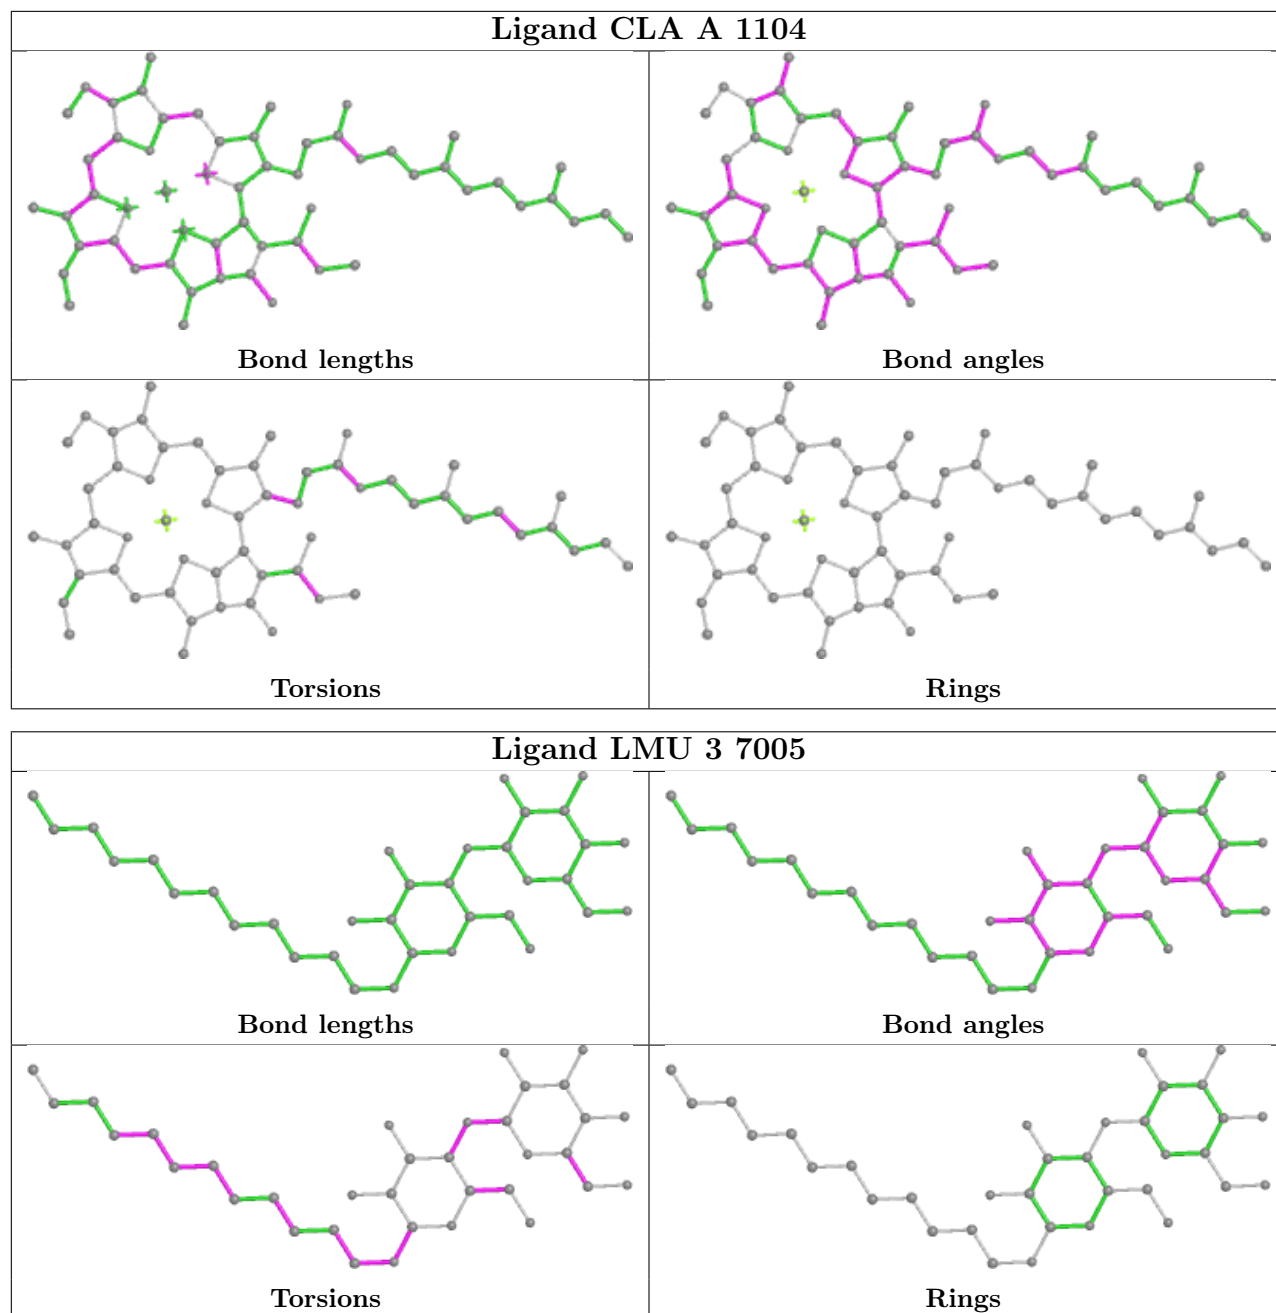 Ligand CLA A 1104
Bond lengths
Bond angles
Torsions
Rings
Ligand LMU 3 7005
Bond lengths
Bond angles
Torsions
Rings